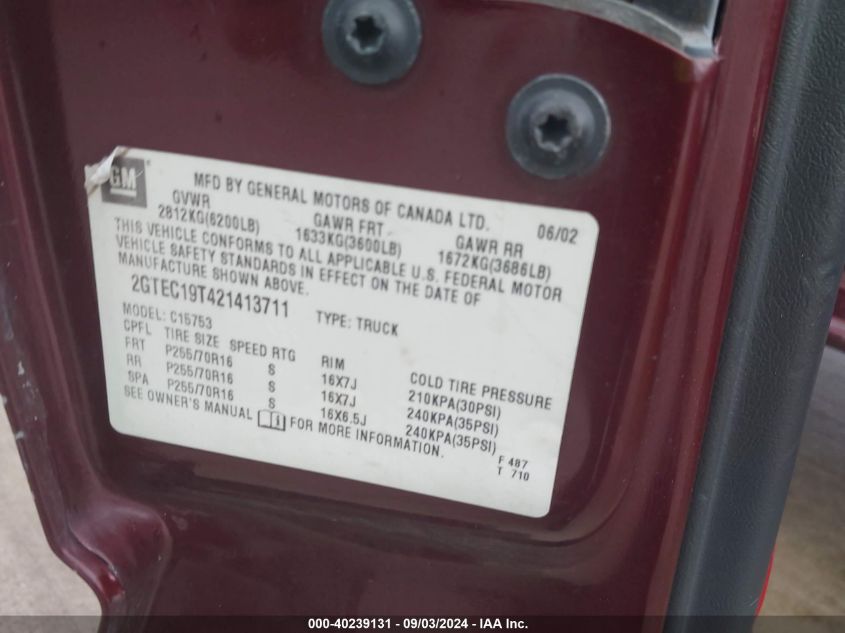 GM
MFD BY GENERAL MOTORS OF CANADA LTD. 06/02
GVWR GAWR FRT GAWR RR
2812KG(6200LB) 1633KG(3600LB) 1672KG(3686LB)
THIS VEHICLE CONFORMS TO ALL APPLICABLE U.S. FEDERAL MOTOR
VEHICLE SAFETY STANDARDS IN EFFECT ON THE DATE OF
MANUFACTURE SHOWN ABOVE.
2GTEC19T421413711 TYPE: TRUCK
MODEL: C15753
CPFL TIRE SIZE SPEED RTG RIM COLD TIRE PRESSURE
FRT P255/70R16 S 16X7J 210KPA(30PSI)
RR P255/70R16 S 16X7J 240KPA(35PSI)
SPA P255/70R16 S 16X6.5J 240KPA(35PSI)
SEE OWNER'S MANUAL FOR MORE INFORMATION.
F 487
T 710
000-40239131 - 09/03/2024 - IAA Inc.